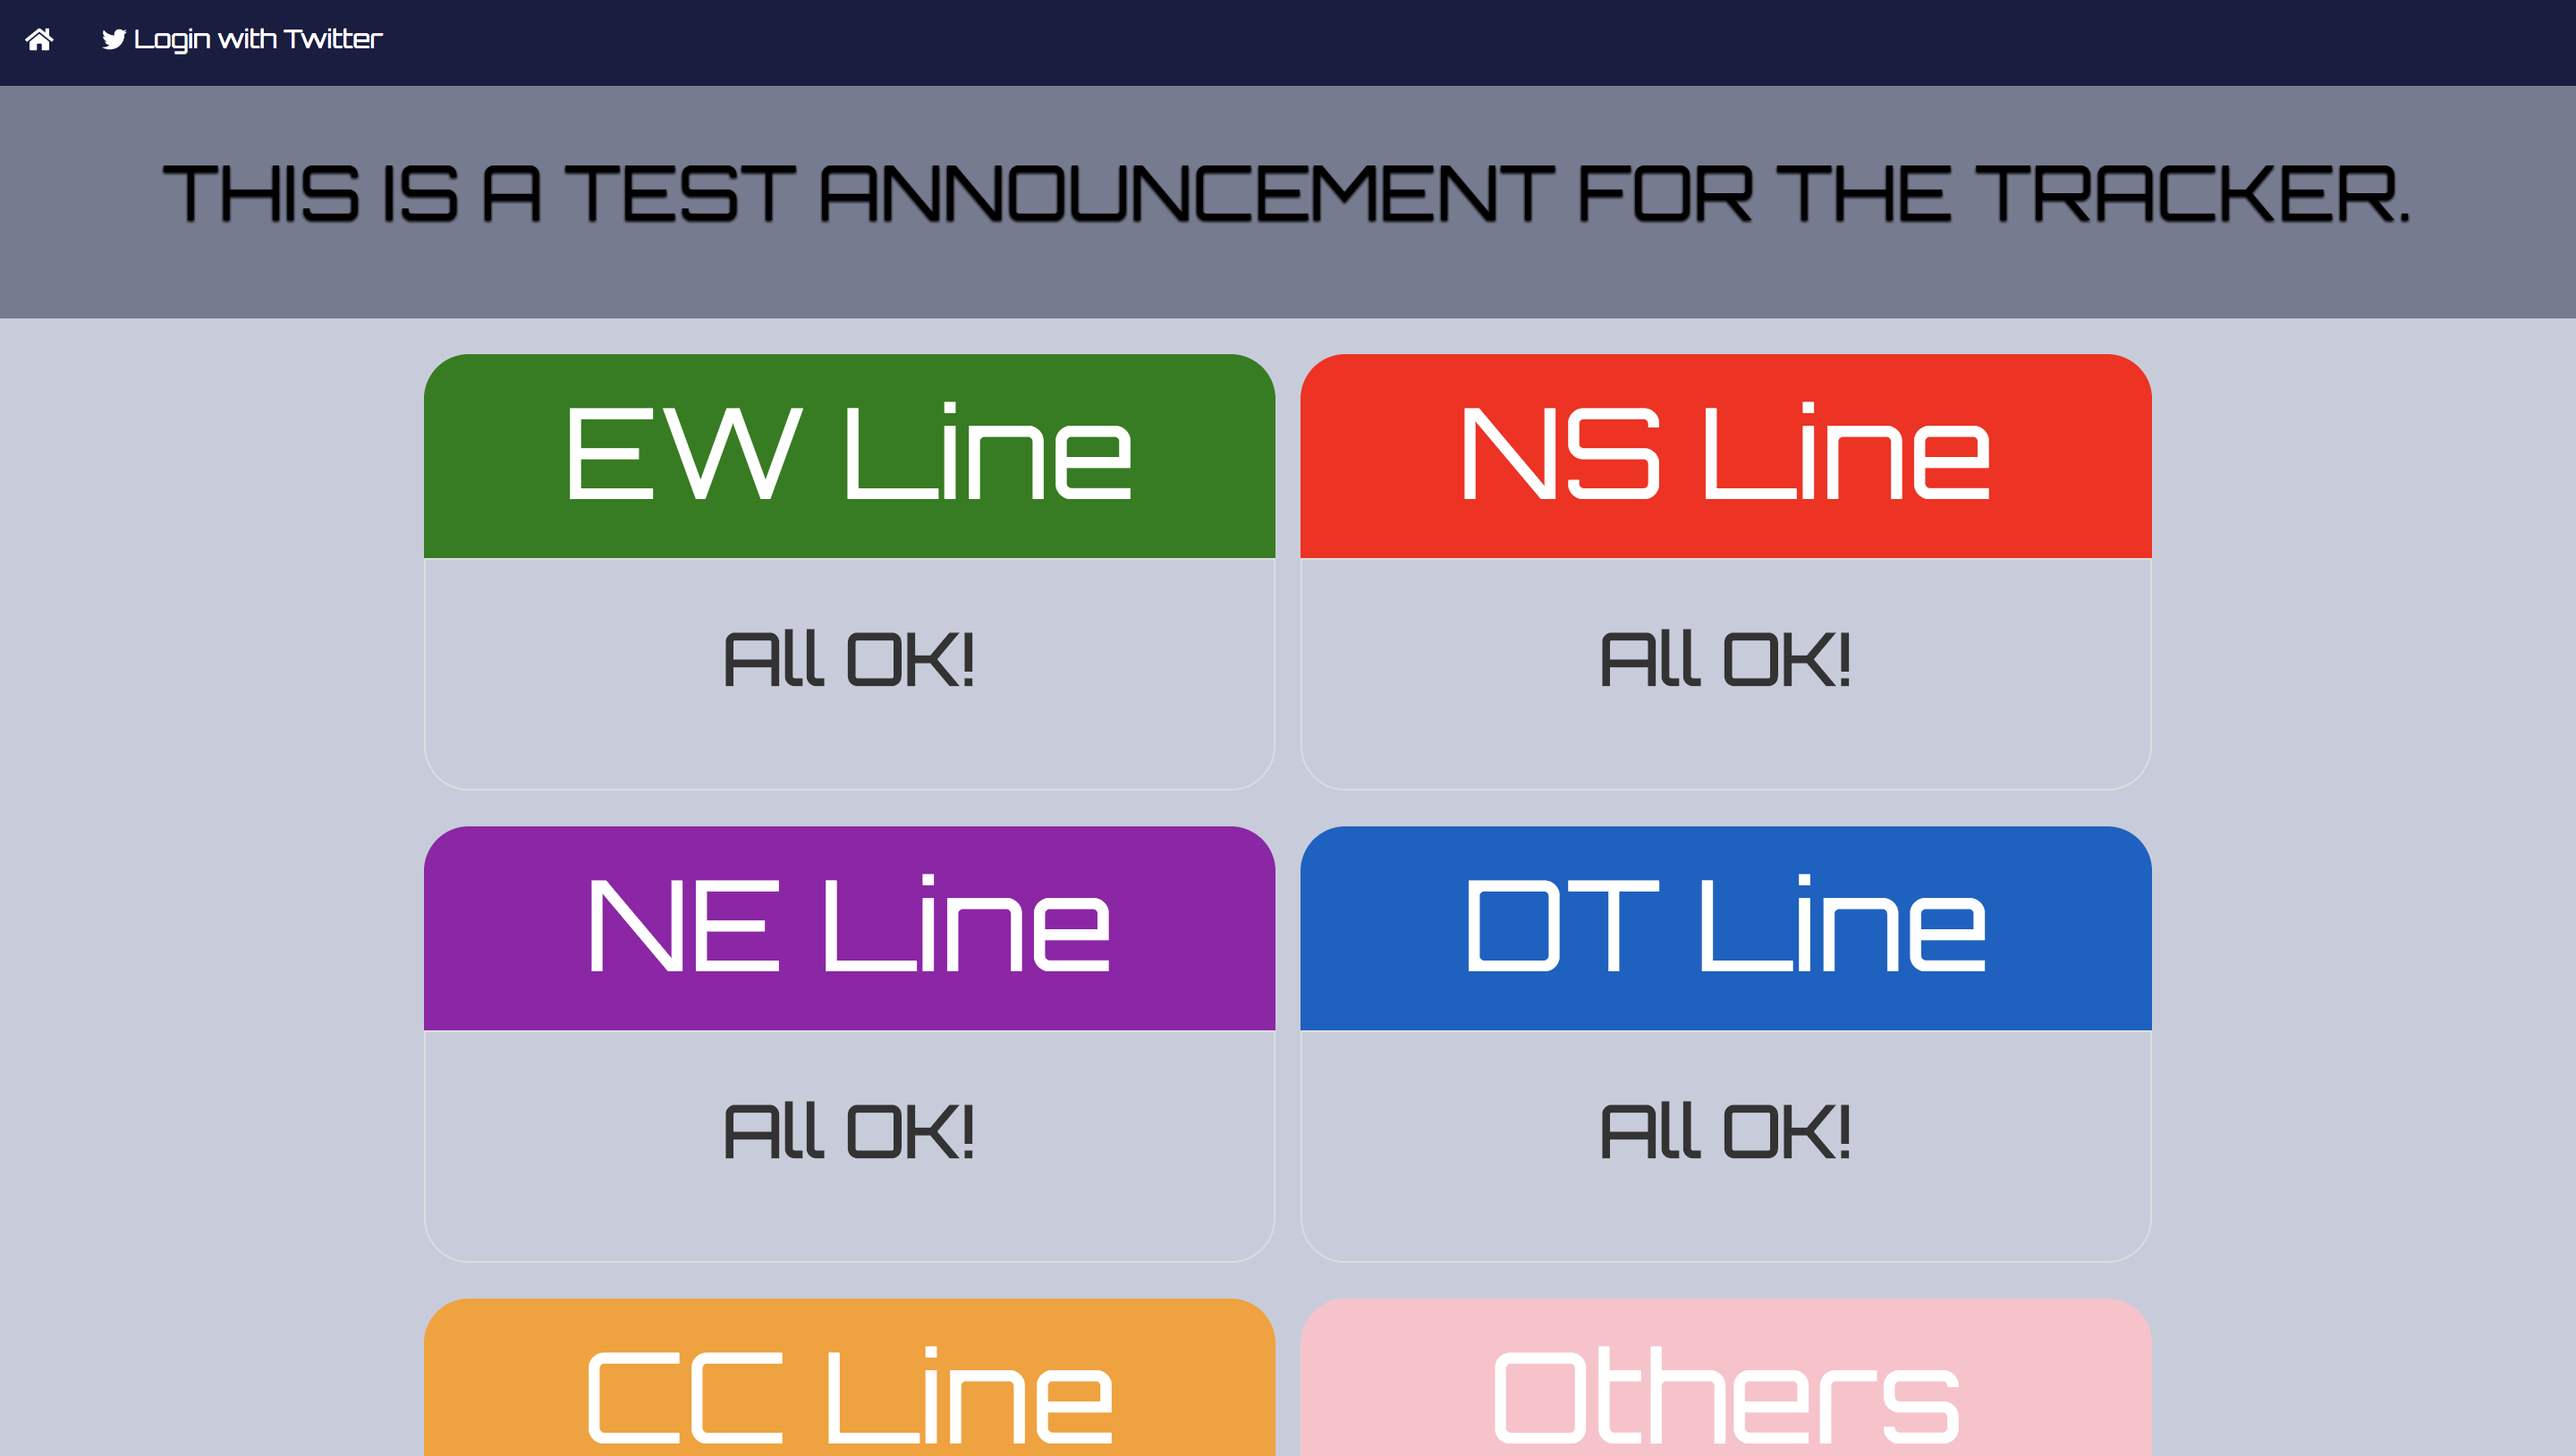 Login with Twitter
THIS IS A TEST ANNOUNCEMENT FOR THE TRACKER.
EW Line
NS Line
All OK!
All OK!
NE Line
DT Line
All OK!
All OK!
CC Line
Others